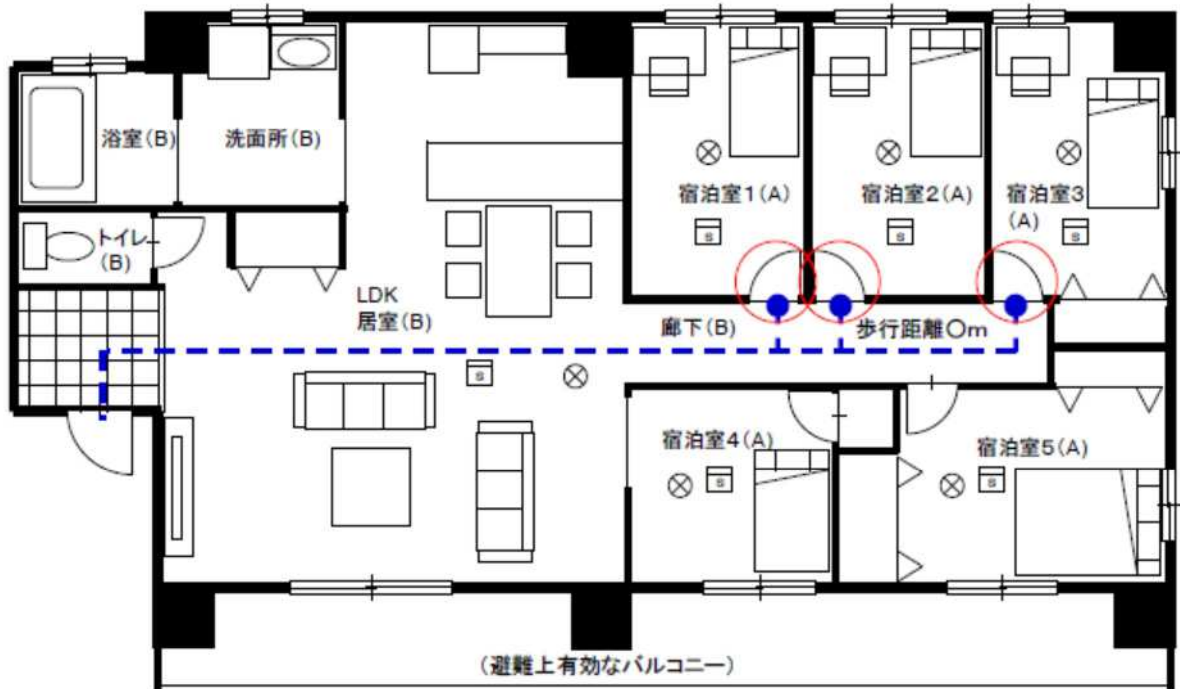 浴室(B)
洗面所(B)
宿泊室1(A)
宿泊室2(A)
宿泊室3
(A)
S
S
S
トイレ
(B)
LDK
居室(B)
廊下(B)
歩行距離〇m
S
宿泊室4(A)
宿泊室5(A)
S
S
(避難上有効なバルコニー)